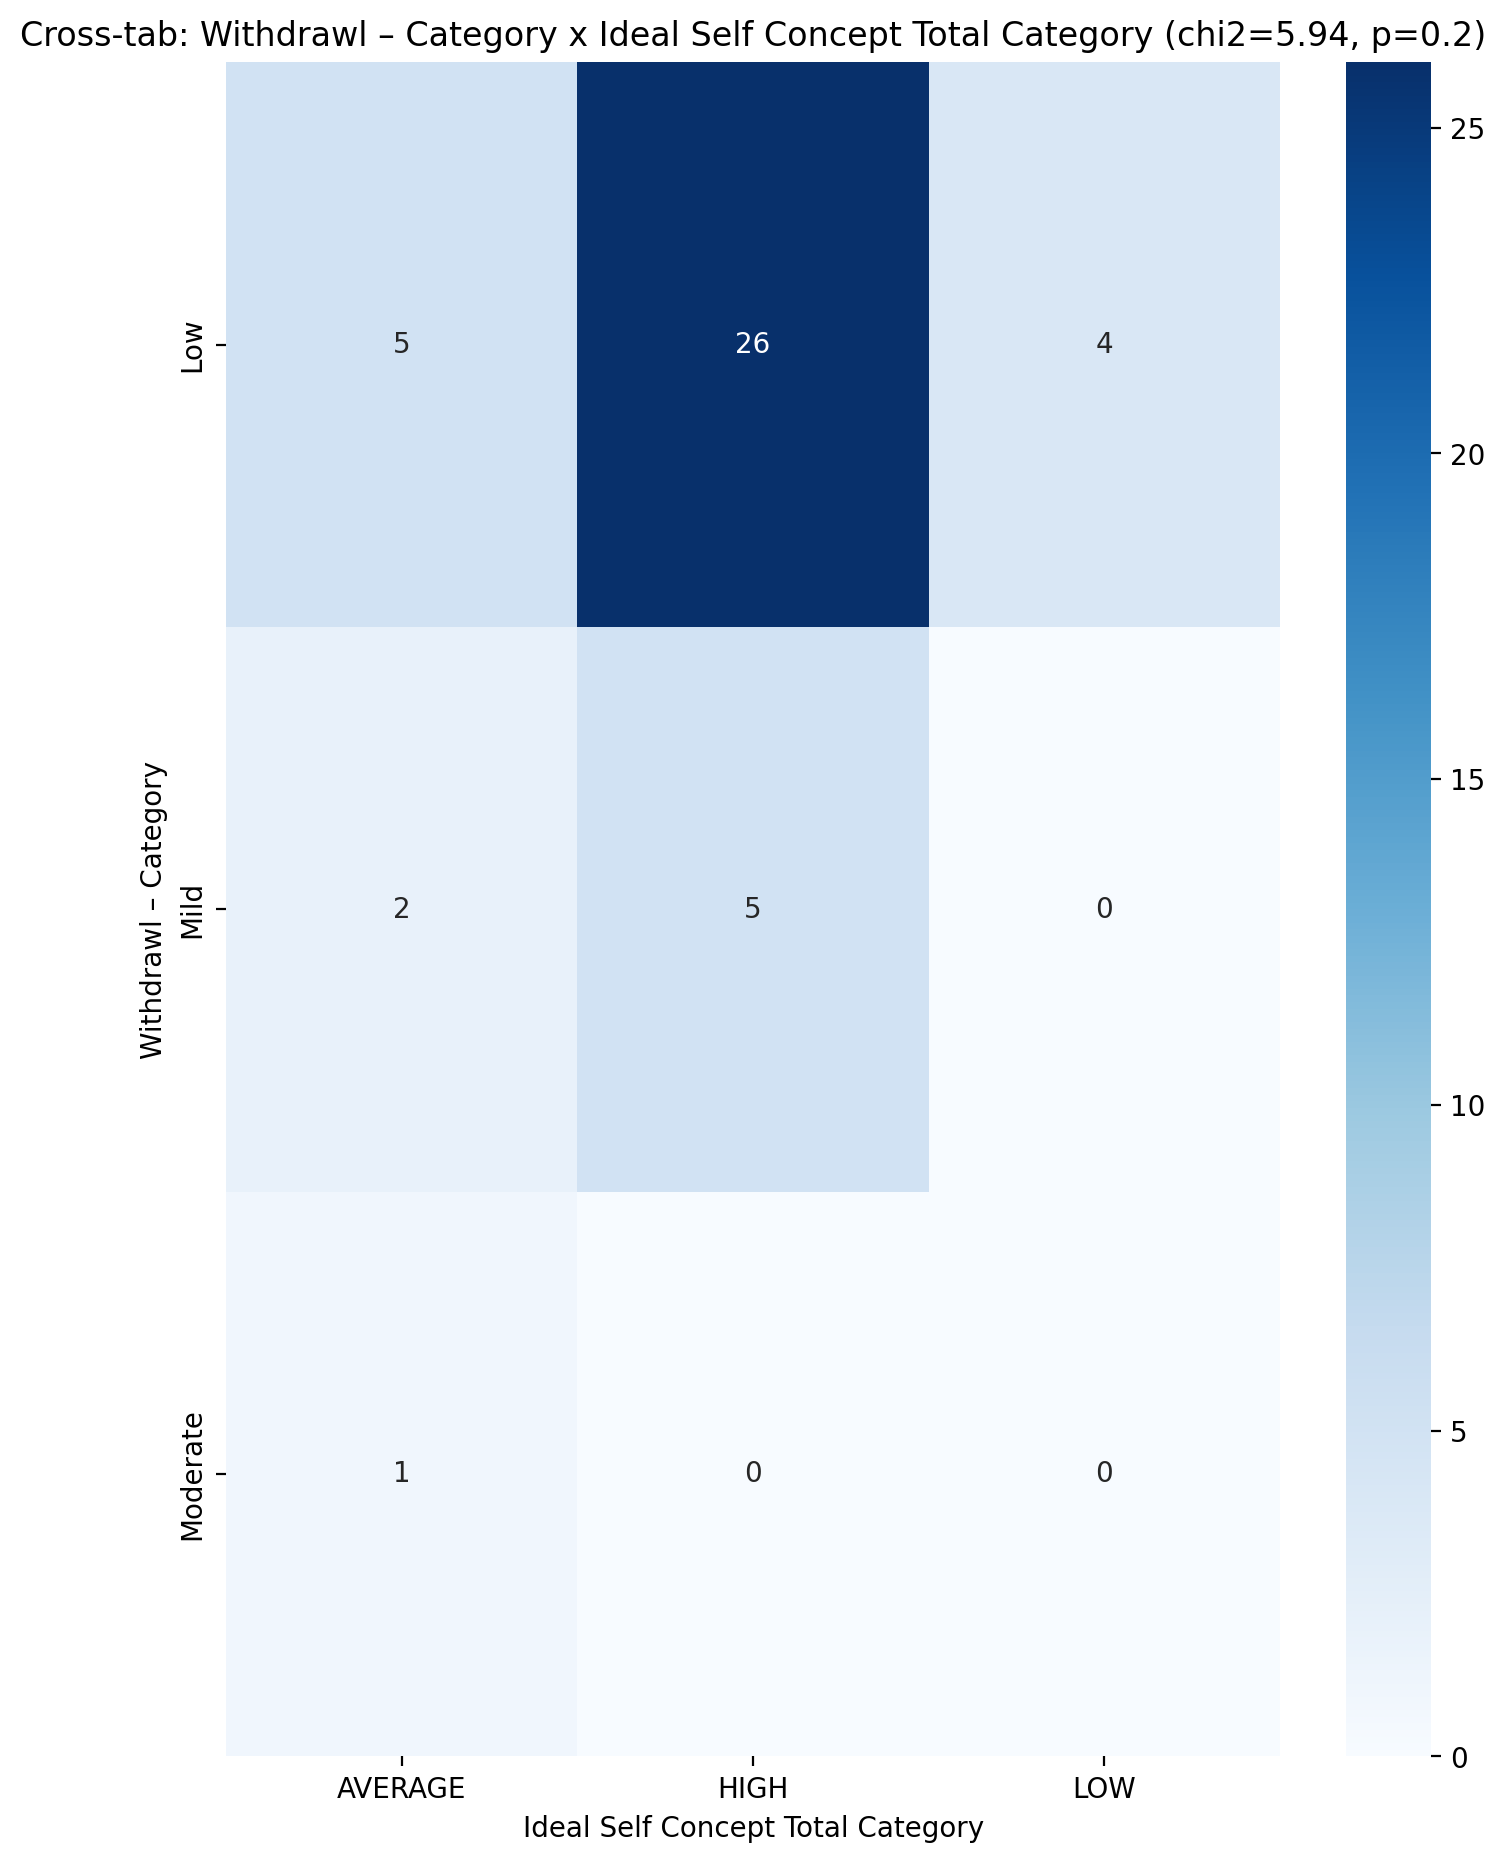 Cross-tab: Withdrawl – Category x Ideal Self Concept Total Category (chi2=5.94, p=0.2)
Withdrawl – Category
Low
5
26
4
Mild
2
5
0
Moderate
1
0
0
AVERAGE
HIGH
LOW
Ideal Self Concept Total Category
25
20
15
10
5
0